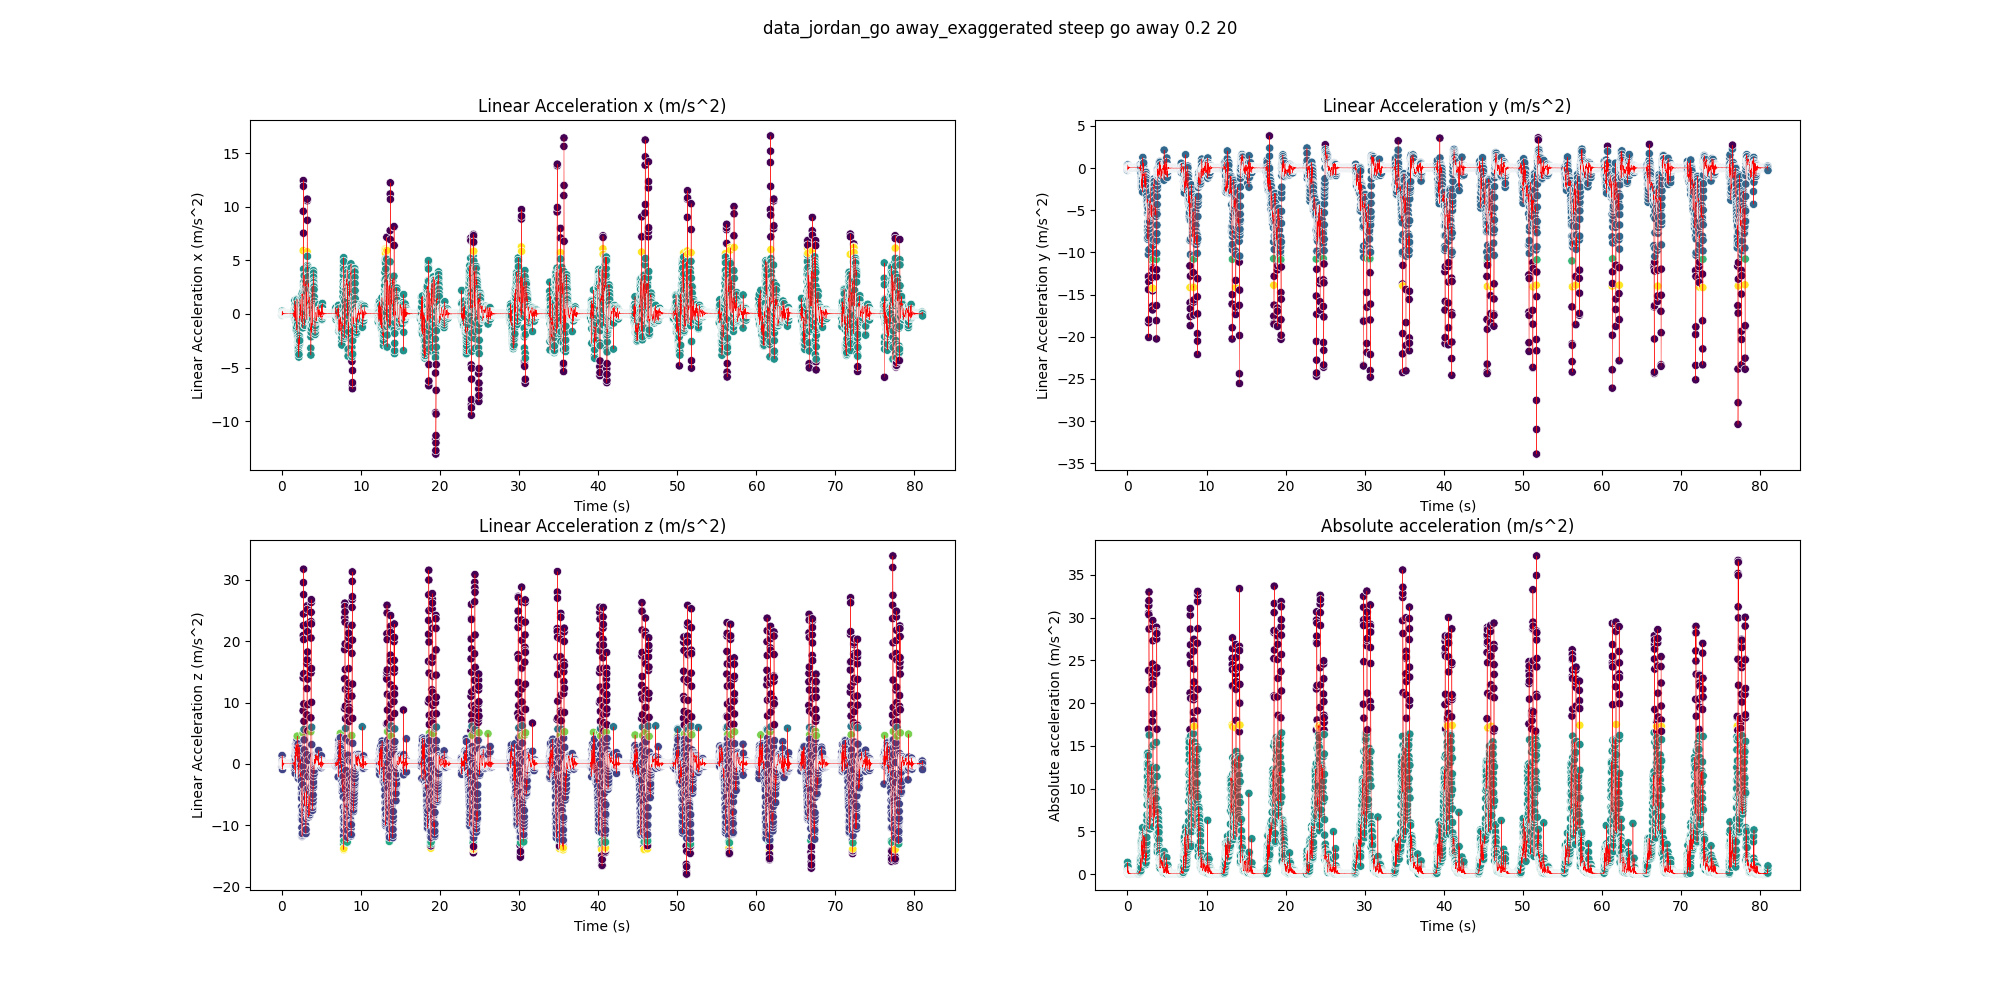 data_jordan_go away_exaggerated steep go away 0.2 20
Linear Acceleration x (m/s^2)
Linear Acceleration x (m/s^2)
15
10
5
0
−5
−10
0 10 20 30 40 50 60 70 80
Time (s)
Linear Acceleration y (m/s^2)
Linear Acceleration y (m/s^2)
5
0
−5
−10
−15
−20
−25
−30
−35
0 10 20 30 40 50 60 70 80
Time (s)
Linear Acceleration z (m/s^2)
Linear Acceleration z (m/s^2)
30
20
10
0
−10
−20
0 10 20 30 40 50 60 70 80
Time (s)
Absolute acceleration (m/s^2)
Absolute acceleration (m/s^2)
35
30
25
20
15
10
5
0
0 10 20 30 40 50 60 70 80
Time (s)